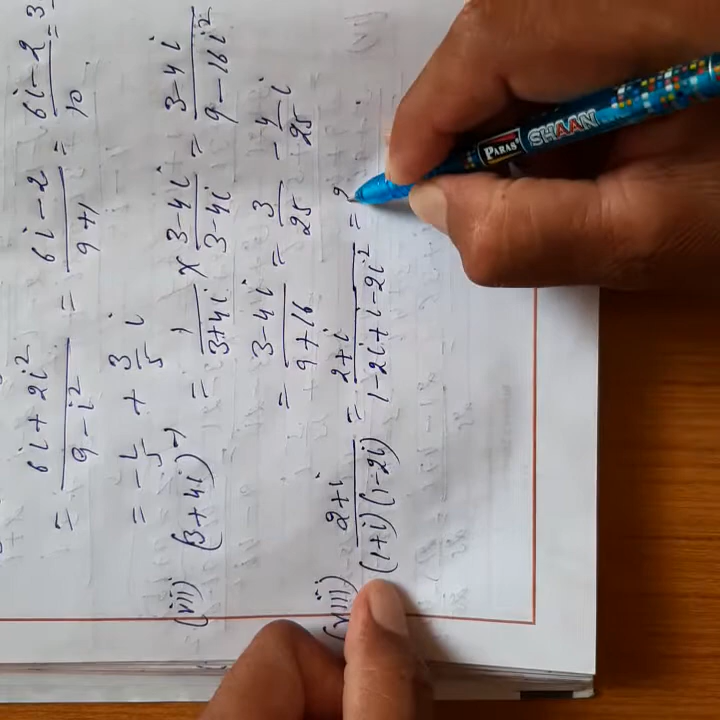 = (6i + 2i²)/(9 - i²) = (6i - 2)/(9 + 1) = (6i - 2)/10 = 3
= -1/5 + 3/5 i
(vii) (3+4i)⁻¹ = 1/(3+4i) × (3-4i)/(3-4i) = (3-4i)/(9-16i²)
= (3-4i)/(9+16) = 3/25 - 4/25 i
(viii) (2+i)/((1+i)(1-2i)) = (2+i)/(1-2i+i-2i²) = 2
PARAS SHAAN